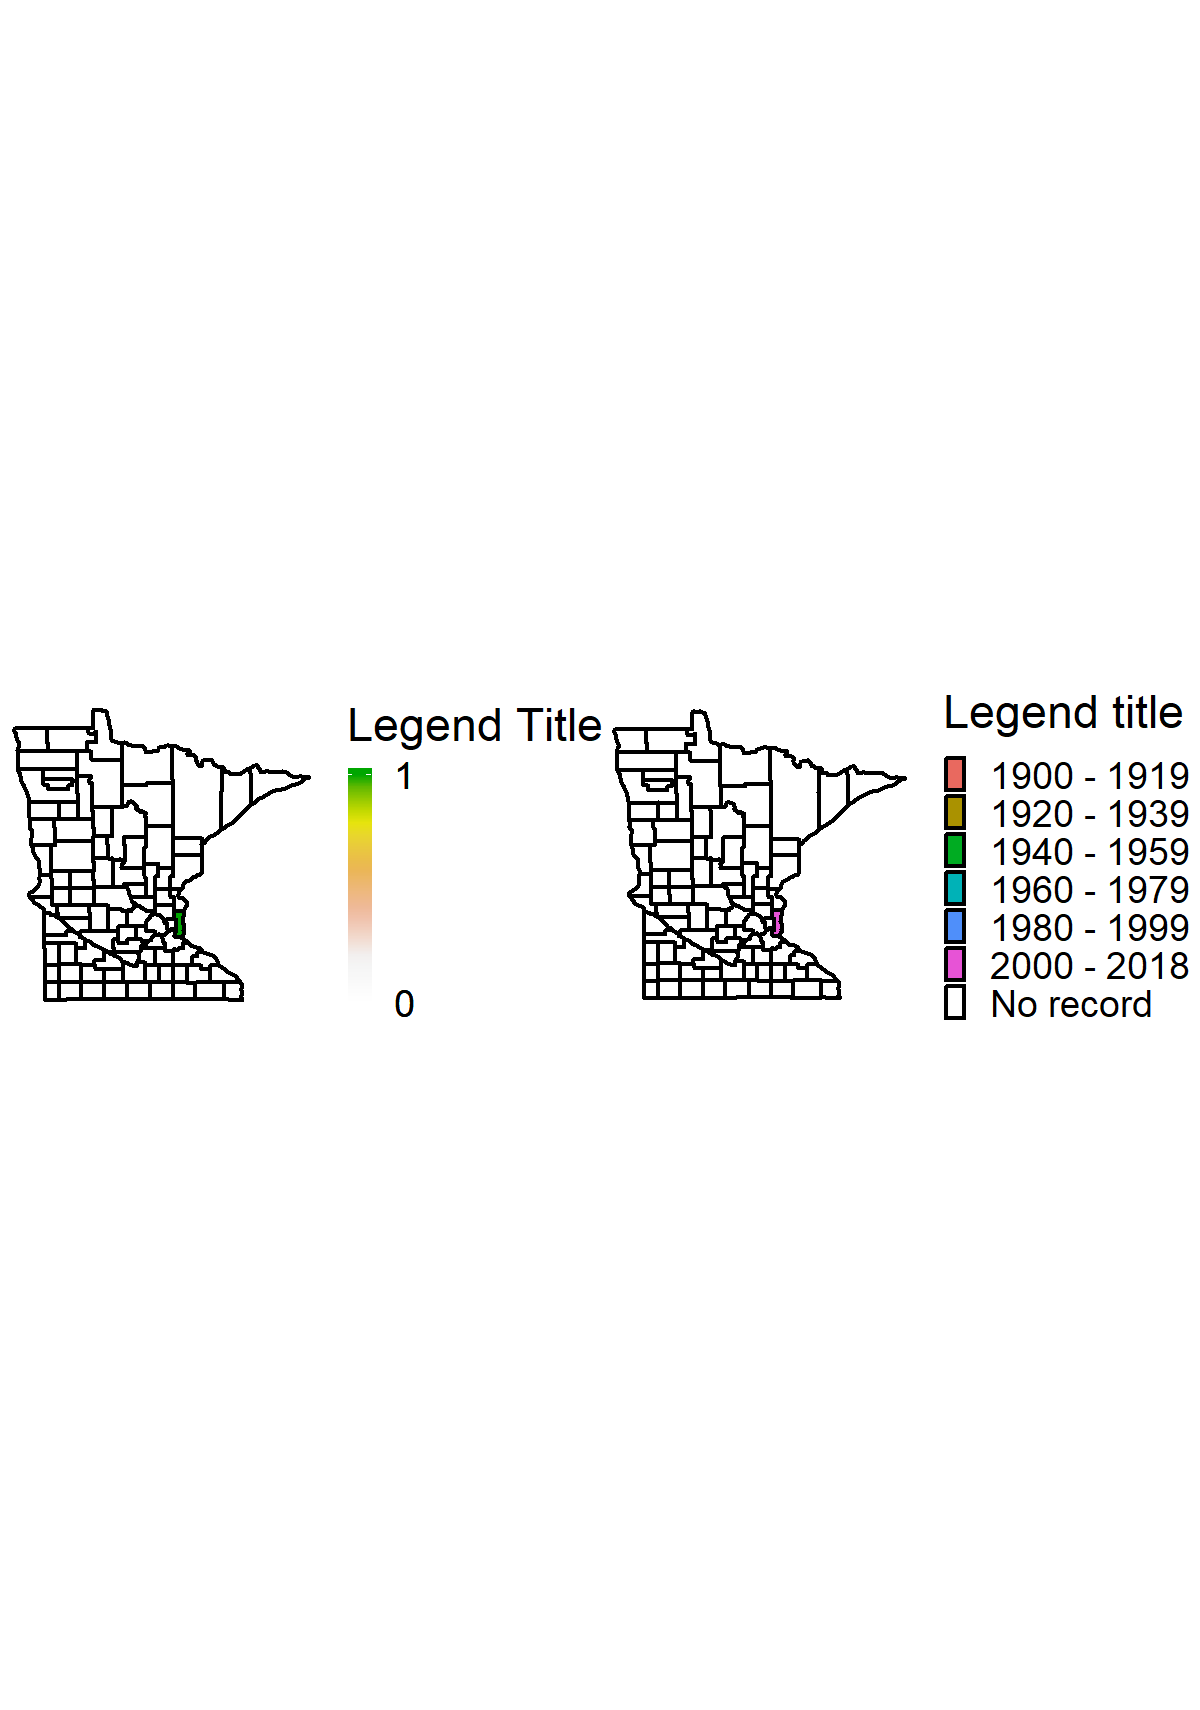 Legend Title
1
0
Legend title
1900 - 1919
1920 - 1939
1940 - 1959
1960 - 1979
1980 - 1999
2000 - 2018
No record